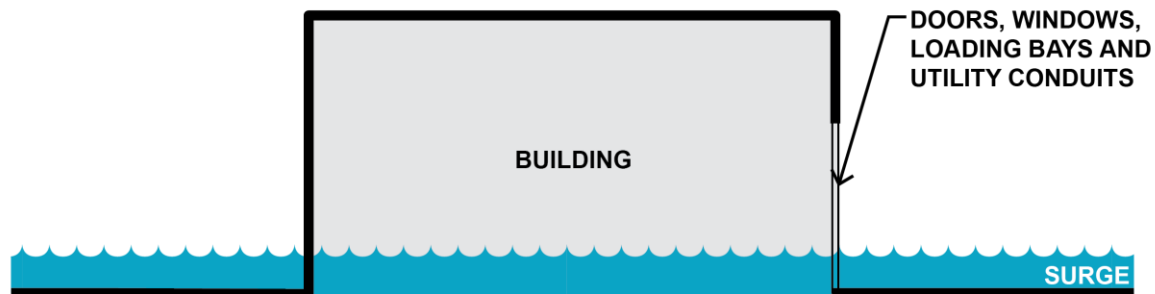 DOORS, WINDOWS,
LOADING BAYS AND
UTILITY CONDUITS
BUILDING
SURGE